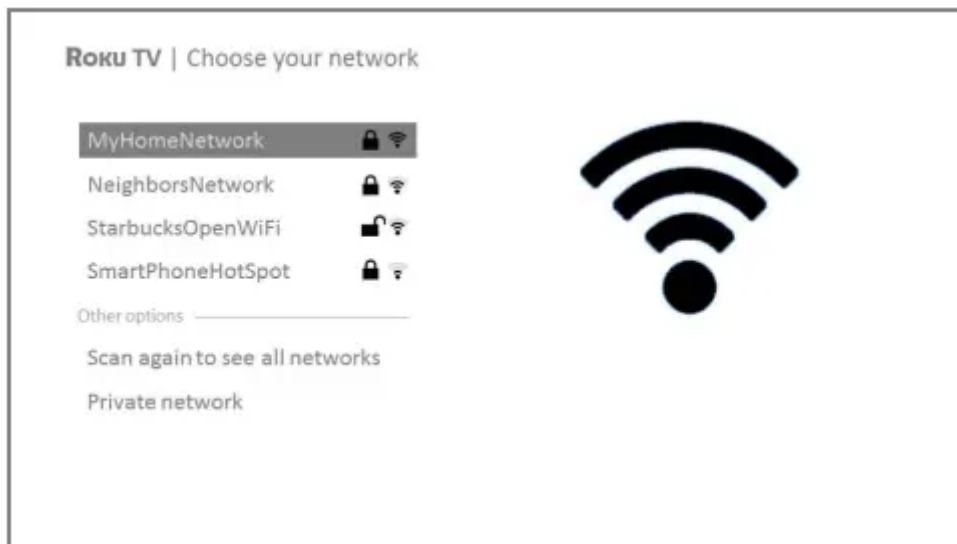 Roku TV | Choose your network
MyHomeNetwork
NeighborsNetwork
StarbucksOpenWiFi
SmartPhoneHotSpot
Other options
Scan again to see all networks
Private network